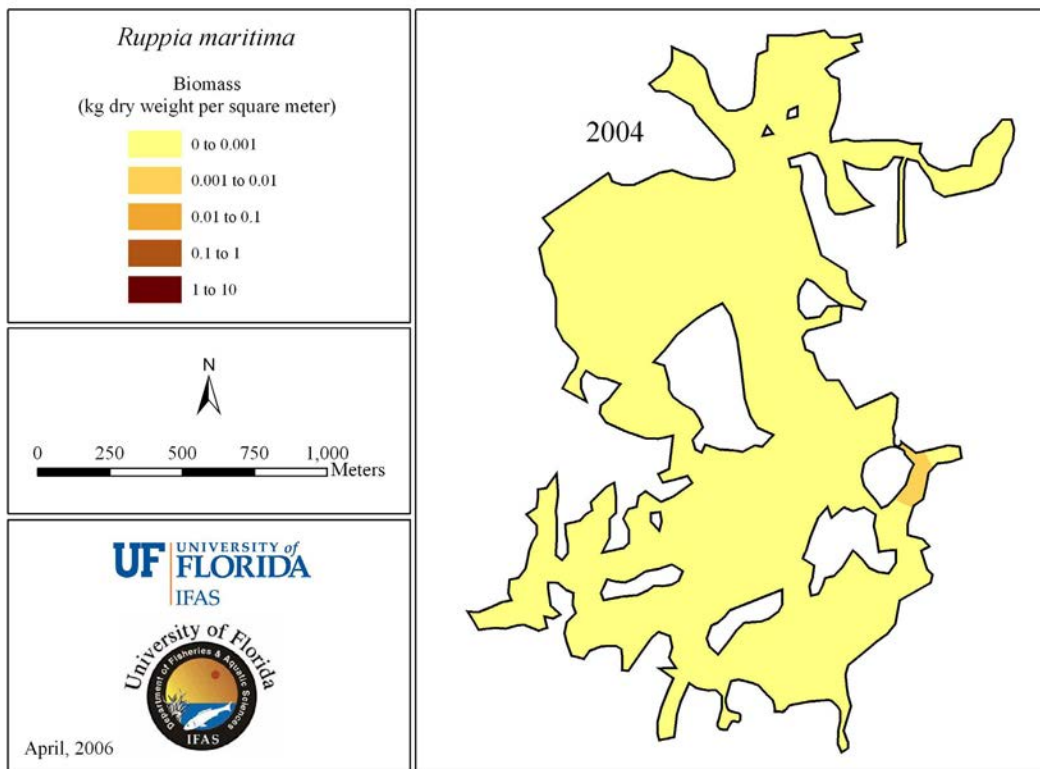 Ruppia maritima
Biomass
(kg dry weight per square meter)
0 to 0.001
0.001 to 0.01
0.01 to 0.1
0.1 to 1
1 to 10
N
0 250 500 750 1,000
Meters
UF UNIVERSITY of
FLORIDA
IFAS
University of Florida
Department of Fisheries & Aquatic Sciences
IFAS
April, 2006
2004